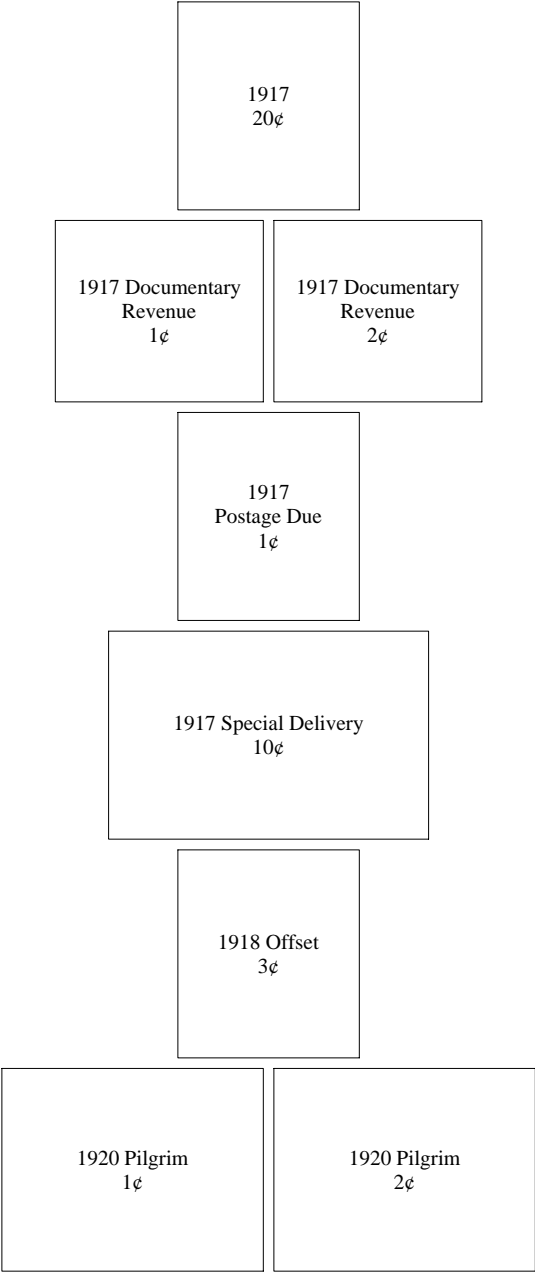 1917
20¢
1917 Documentary
Revenue
1¢
1917 Documentary
Revenue
2¢
1917
Postage Due
1¢
1917 Special Delivery
10¢
1918 Offset
3¢
1920 Pilgrim
1¢
1920 Pilgrim
2¢